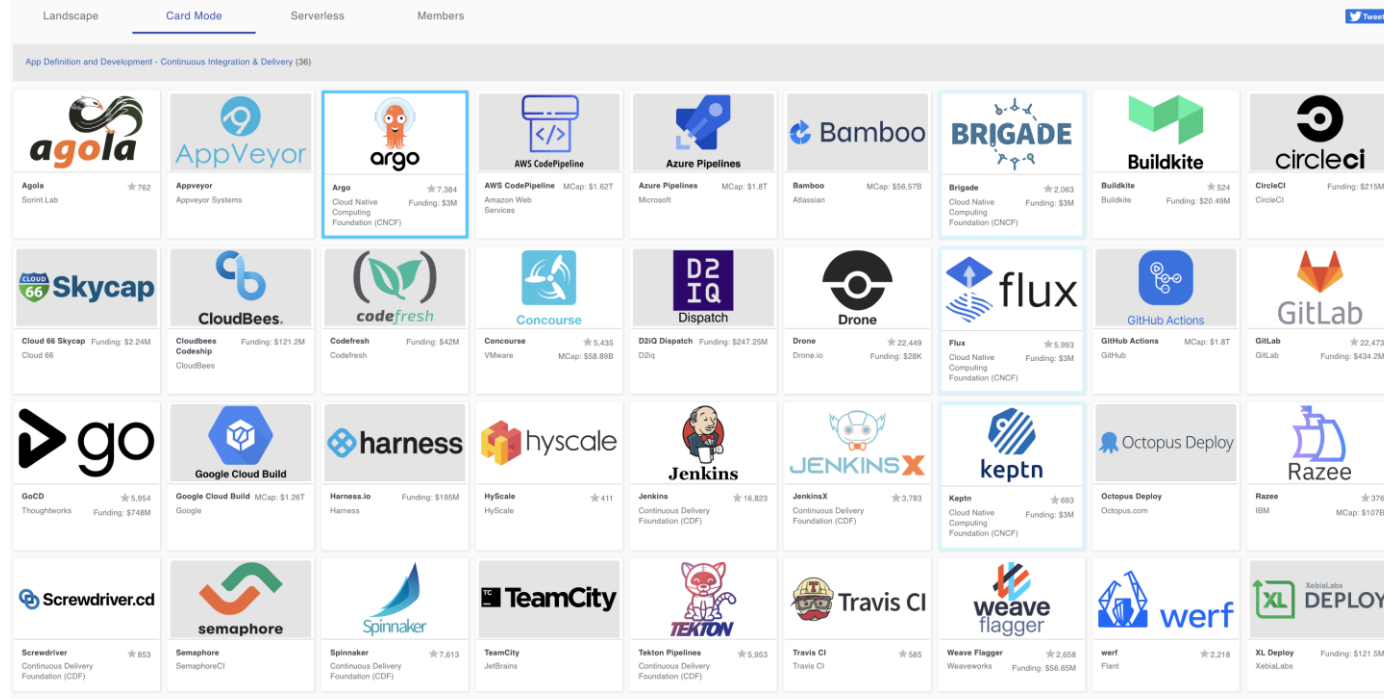 Landscape
Card Mode
Serverless
Members
Tweet
App Definition and Development - Continuous Integration & Delivery (36)
agola
Agola
762
Sorint.Lab
AppVeyor
Appveyor
Appveyor Systems
argo
Argo
7,384
Cloud Native
Funding: $3M
Computing
Foundation (CNCF)
</>
AWS CodePipeline
AWS CodePipeline
MCap: $1.62T
Amazon Web
Services
Azure Pipelines
Azure Pipelines
MCap: $1.8T
Microsoft
Bamboo
Bamboo
MCap: $56.57B
Atlassian
BRIGADE
Brigade
2,063
Cloud Native
Funding: $3M
Computing
Foundation (CNCF)
Buildkite
Buildkite
524
Buildkite
Funding: $20.49M
circleci
CircleCI
Funding: $215M
CircleCI
CLOUD
66
Skycap
Cloud 66 Skycap
Funding: $2.24M
Cloud 66
CloudBees.
Cloudbees
Funding: $121.2M
Codeship
CloudBees
codefresh
Codefresh
Funding: $42M
Codefresh
Concourse
Concourse
5,435
VMware
MCap: $58.89B
D2
IQ
Dispatch
D2iQ Dispatch
Funding: $247.25M
D2iq
Drone
Drone
22,449
Drone.io
Funding: $28K
flux
Flux
5,993
Cloud Native
Funding: $3M
Computing
Foundation (CNCF)
GitHub Actions
GitHub Actions
MCap: $1.8T
GitHub
GitLab
GitLab
22,473
GitLab
Funding: $434.2M
go
GoCD
5,954
Thoughtworks
Funding: $748M
Google Cloud Build
Google Cloud Build
MCap: $1.26T
Google
harness
Harness.io
Funding: $195M
Harness
hyscale
HyScale
411
HyScale
Jenkins
Jenkins
16,823
Continuous Delivery
Foundation (CDF)
JENKINS X
JenkinsX
3,783
Continuous Delivery
Foundation (CDF)
keptn
Keptn
693
Cloud Native
Funding: $3M
Computing
Foundation (CNCF)
Octopus Deploy
Octopus Deploy
Octopus.com
Razee
Razee
376
IBM
MCap: $107B
Screwdriver.cd
Screwdriver
853
Continuous Delivery
Foundation (CDF)
semaphore
Semaphore
SemaphoreCI
Spinnaker
Spinnaker
7,613
Continuous Delivery
Foundation (CDF)
TC
TeamCity
TeamCity
JetBrains
TEKTON
Tekton Pipelines
5,953
Continuous Delivery
Foundation (CDF)
T
Travis CI
Travis CI
585
Travis CI
weave
flagger
Weave Flagger
2,658
Weaveworks
Funding: $56.65M
werf
werf
2,218
Flant
XL
XebiaLabs
DEPLOY
XL Deploy
Funding: $121.5M
XebiaLabs